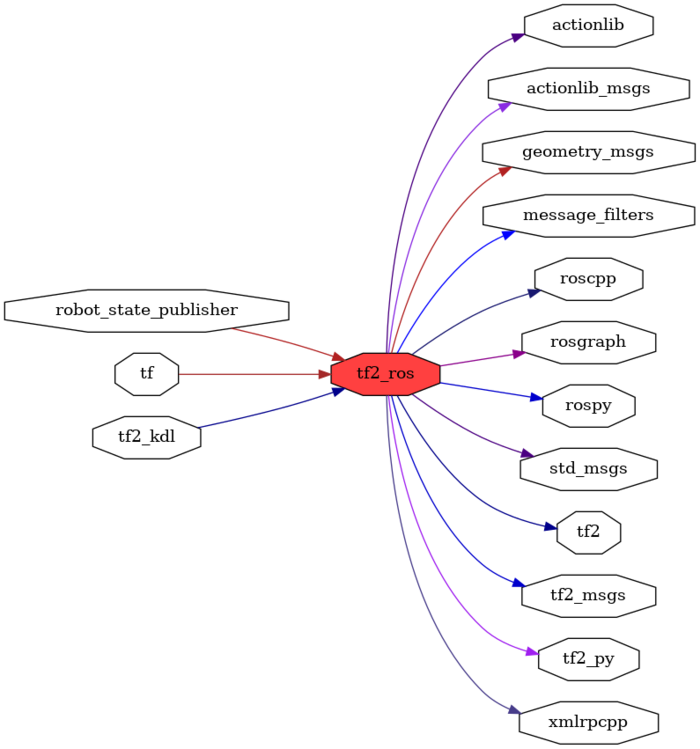 actionlib
actionlib_msgs
geometry_msgs
message_filters
roscpp
robot_state_publisher
rosgraph
tf
tf2_ros
rospy
tf2_kdl
std_msgs
tf2
tf2_msgs
tf2_py
xmlrpcpp